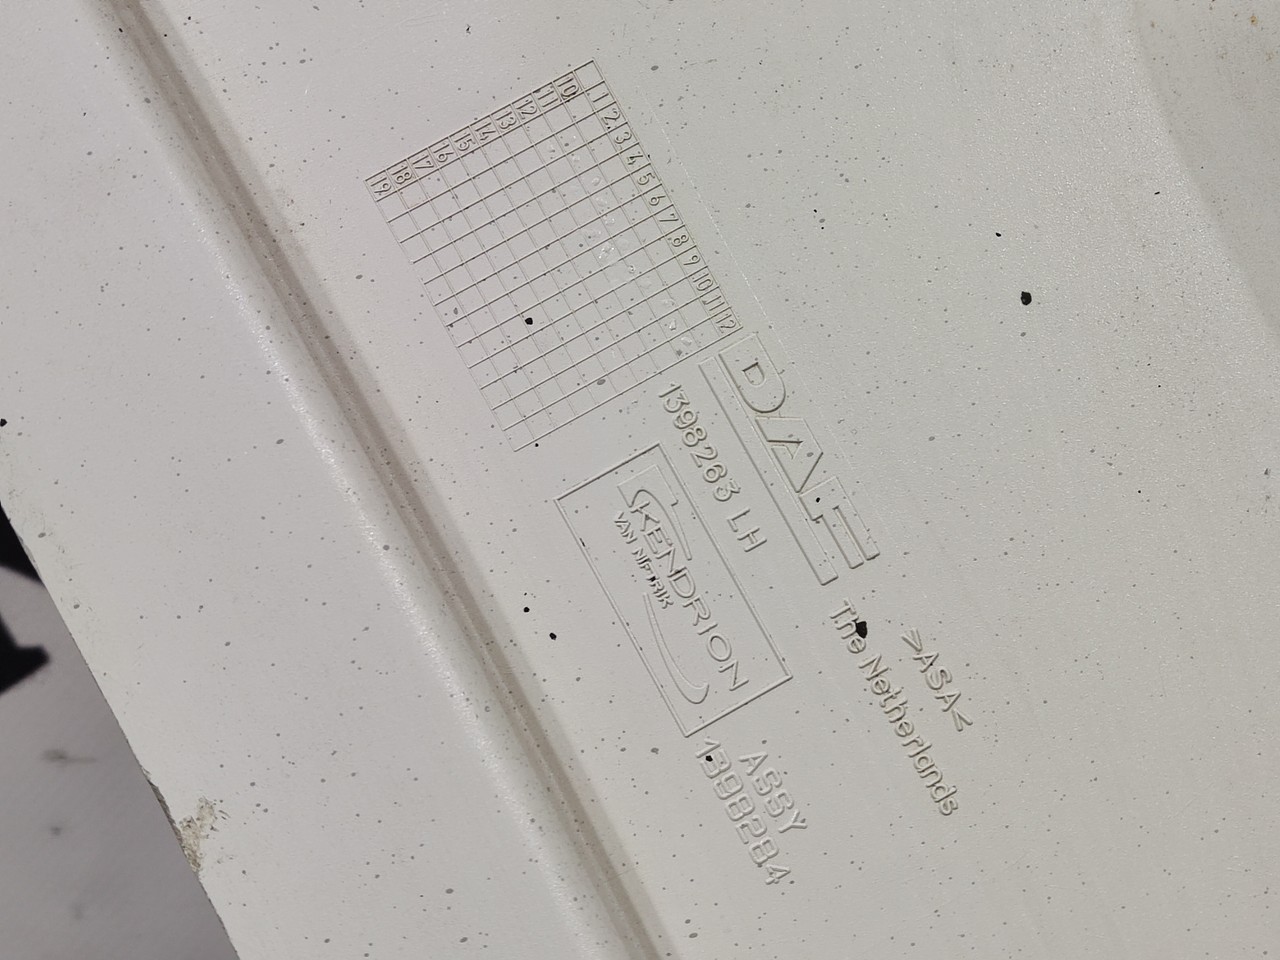 1 2 3 4 5 6 7 8 9 10 11 12
10
11
12
13
14
15
16
17
18
19
DAF
1398263 LH
KENDRION
VAN NIFTRIK
>ASA<
The Netherlands
ASSY
1398284